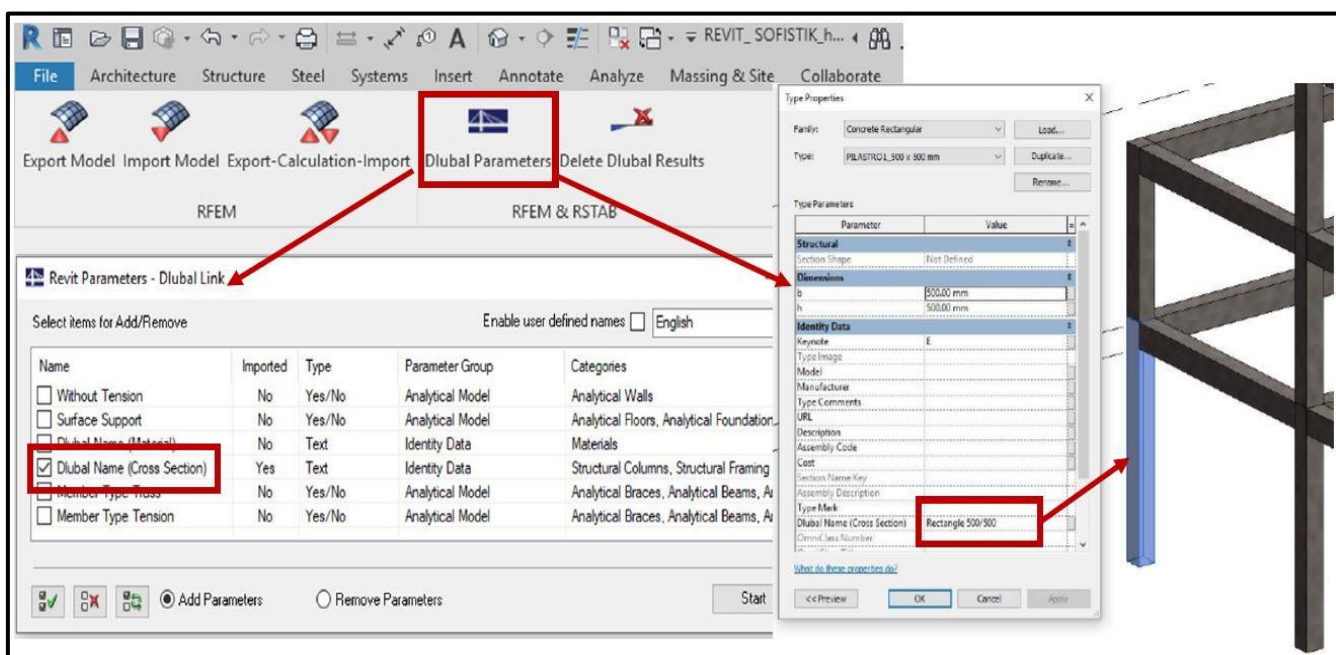 REVIT_ SOFISTIK_h...
File Architecture Structure Steel Systems Insert Annotate Analyze Massing & Site Collaborate
Export Model Import Model Export-Calculation-Import Dlubal Parameters Delete Dlubal Results
RFEM RFEM & RSTAB
Revit Parameters - Dlubal Link
Select items for Add/Remove Enable user defined names English
Name Imported Type Parameter Group Categories
Without Tension No Yes/No Analytical Model Analytical Walls
Surface Support No Yes/No Analytical Model Analytical Floors, Analytical Foundation
Dlubal Name (Material) No Text Identity Data Materials
Dlubal Name (Cross Section) Yes Text Identity Data Structural Columns, Structural Framing
Member Type Truss No Yes/No Analytical Model Analytical Braces, Analytical Beams, A
Member Type Tension No Yes/No Analytical Model Analytical Braces, Analytical Beams, A
Add Parameters Remove Parameters Start
Type Properties
Family: Concrete Rectangular Load...
Type: Duplicate...
Rename...
Type Parameters
Parameter Value
Structural
Section Shape Not Defined
Dimensions
b 500.00 mm
h 500.00 mm
Identity Data
Keynote E
Type Image
Model
Manufacturer
Type Comments
URL
Description
Assembly Code
Cost
Section Name Key
Assembly Description
Type Mark
Dlubal Name (Cross Section) Rectangle 500/500
OmniClass Number
What do these properties do?
<< Preview OK Cancel Apply